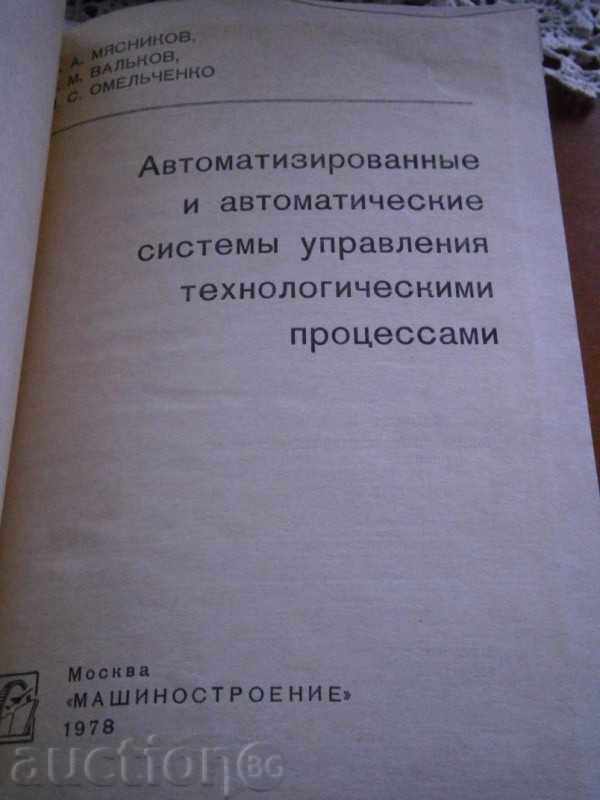 А. МЯСНИКОВ,
М. ВАЛЬКОВ,
С. ОМЕЛЬЧЕНКО
Автоматизированные
и автоматические
системы управления
технологическими
процессами
Москва
«МАШИНОСТРОЕНИЕ»
1978
auction BG